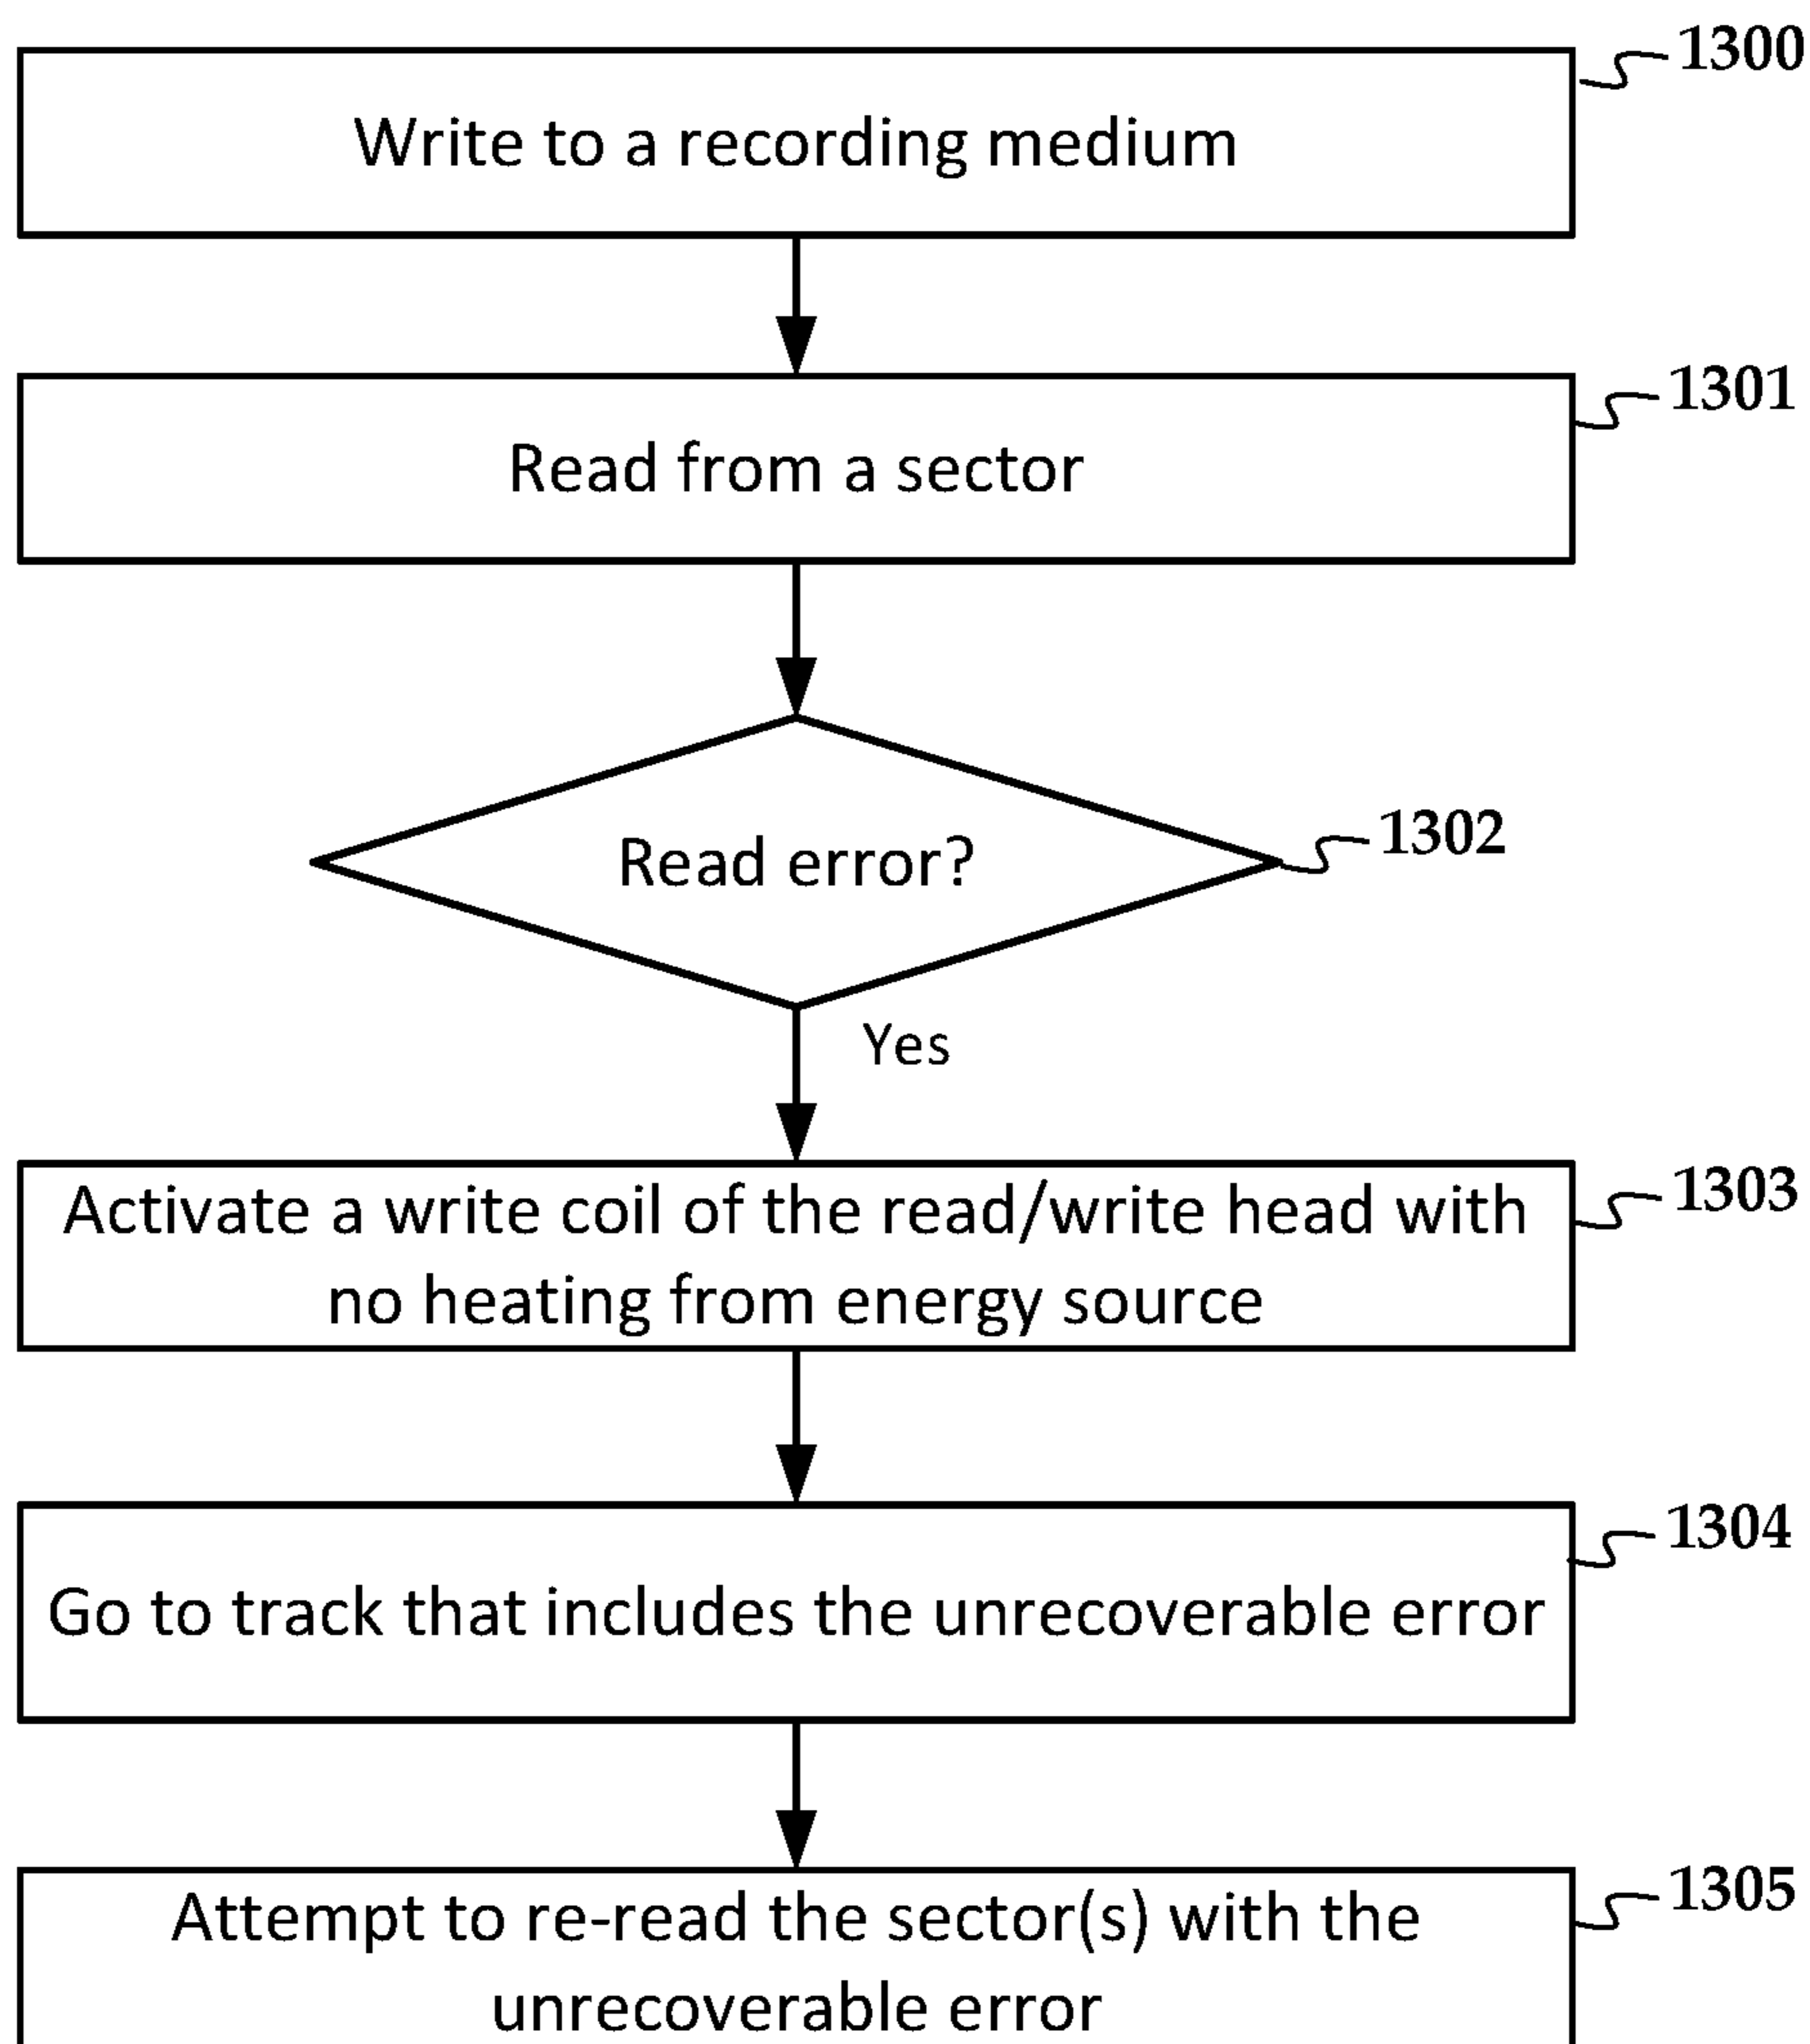 1300
Write to a recording medium
1301
Read from a sector
1302
Read error?
Yes
1303
Activate a write coil of the read/write head with
no heating from energy source
1304
Go to track that includes the unrecoverable error
1305
Attempt to re-read the sector(s) with the
unrecoverable error